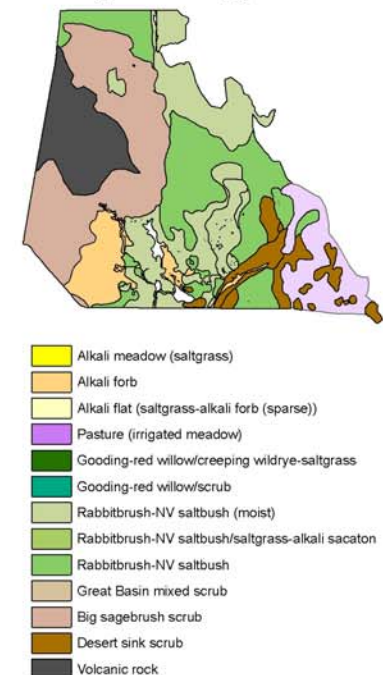 Alkali meadow (saltgrass)
Alkali forb
Alkali flat (saltgrass-alkali forb (sparse))
Pasture (irrigated meadow)
Gooding-red willow/creeping wildrye-saltgrass
Gooding-red willow/scrub
Rabbitbrush-NV saltbush (moist)
Rabbitbrush-NV saltbush/saltgrass-alkali sacaton
Rabbitbrush-NV saltbush
Great Basin mixed scrub
Big sagebrush scrub
Desert sink scrub
Volcanic rock